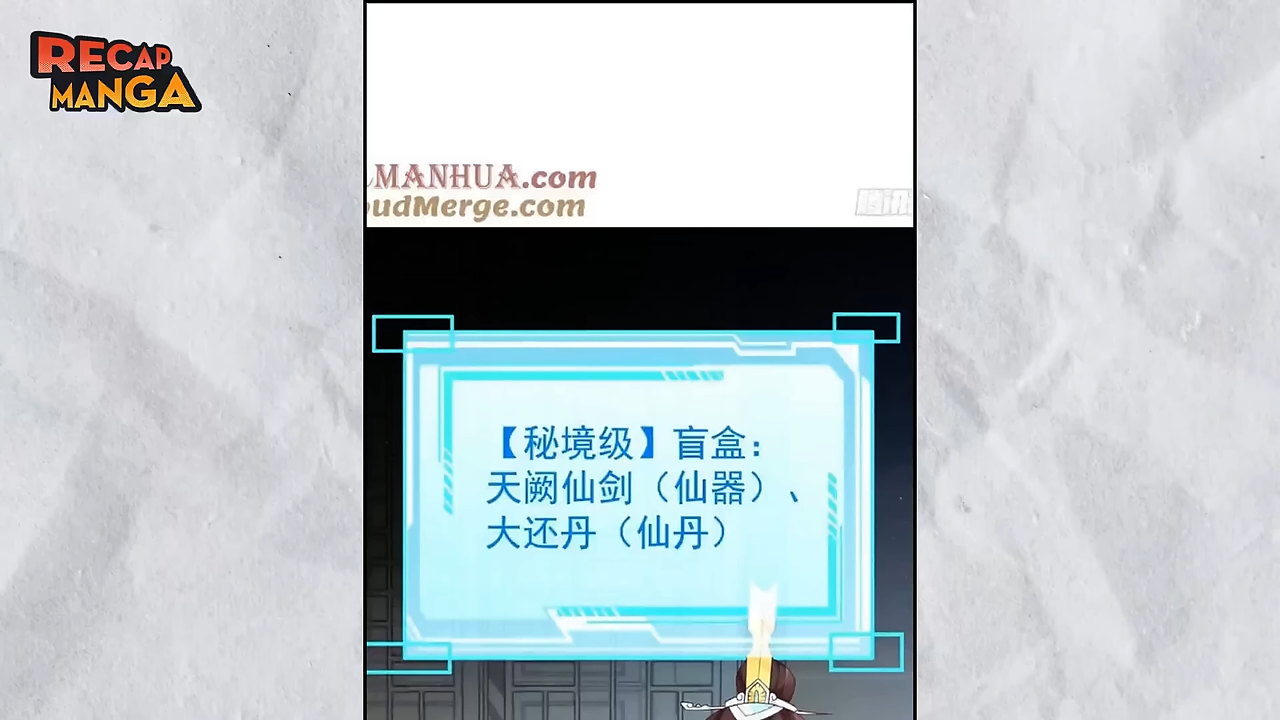 RECAP
MANGA
MANHUA.com
oudMerge.com
【秘境级】盲盒：
天阙仙剑（仙器）、
大还丹（仙丹）